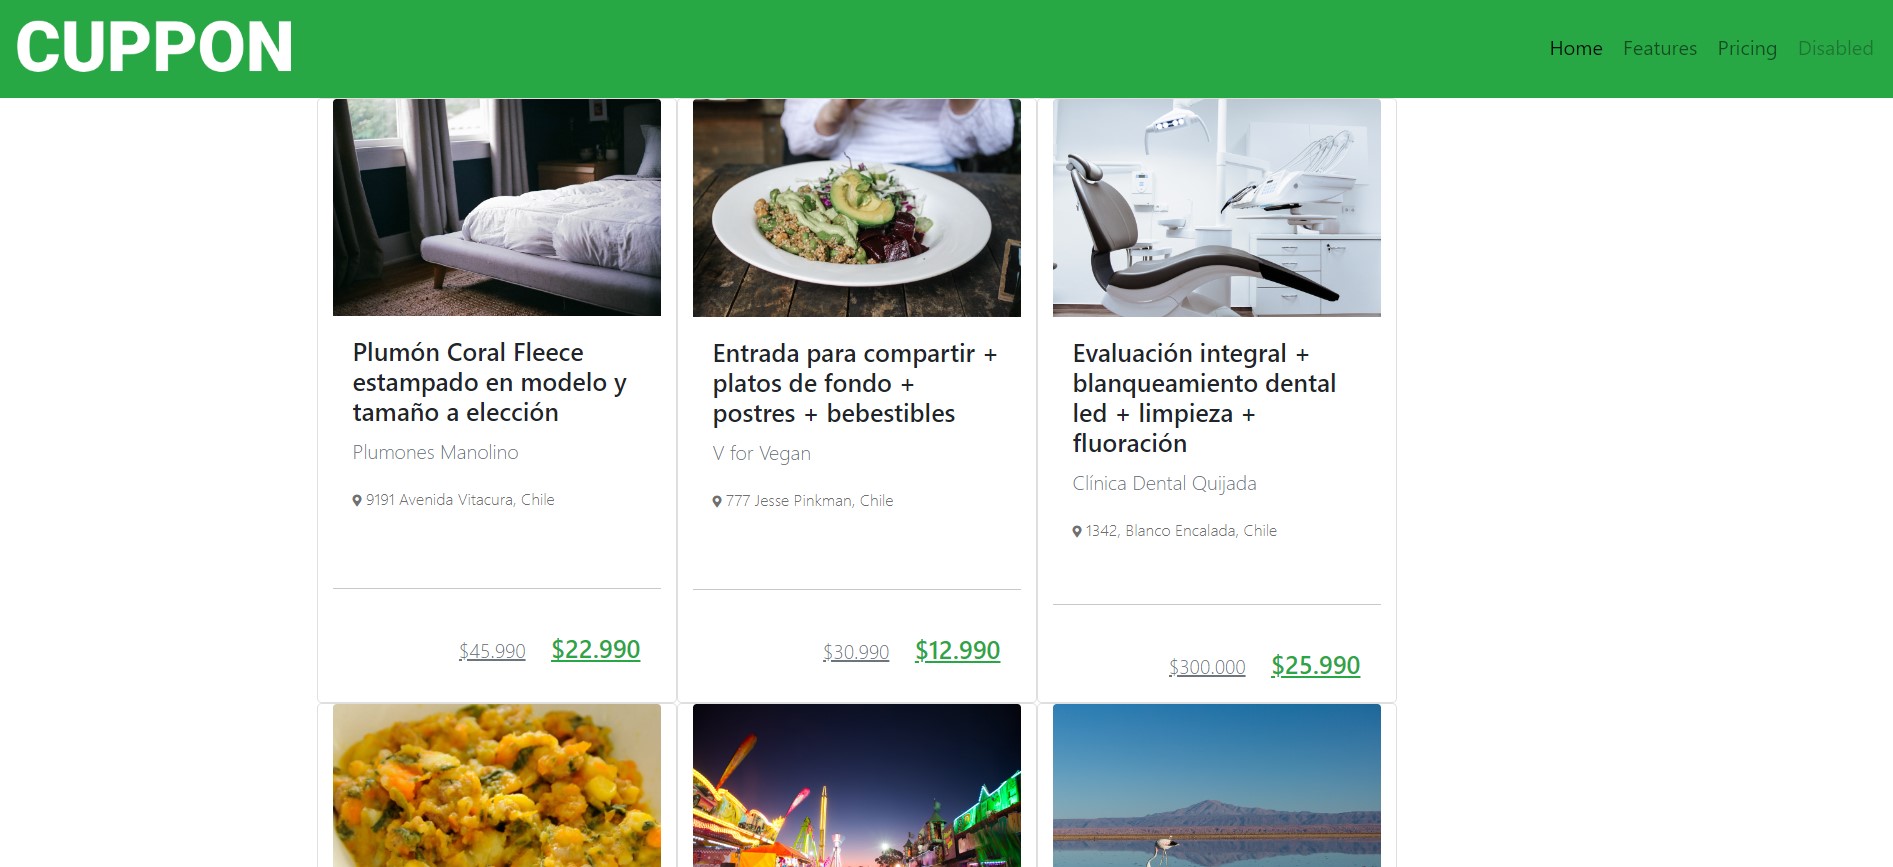 CUPPON
Home Features Pricing Disabled
Plumón Coral Fleece
estampado en modelo y
tamaño a elección
Plumones Manolino
9191 Avenida Vitacura, Chile
$45.990 $22.990
Entrada para compartir +
platos de fondo +
postres + bebestibles
V for Vegan
777 Jesse Pinkman, Chile
$30.990 $12.990
Evaluación integral +
blanqueamiento dental
led + limpieza +
fluoración
Clínica Dental Quijada
1342, Blanco Encalada, Chile
$300.000 $25.990